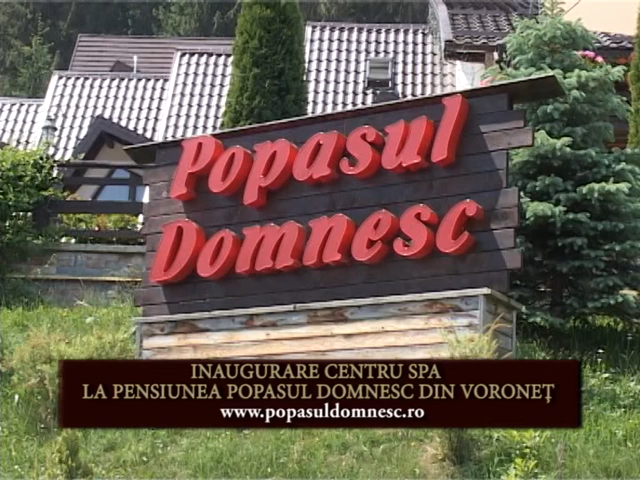 Popasul
Domnesc
INAUGURARE CENTRU SPA
LA PENSIUNEA POPASUL DOMNESC DIN VORONEŢ
www.popasuldomnesc.ro